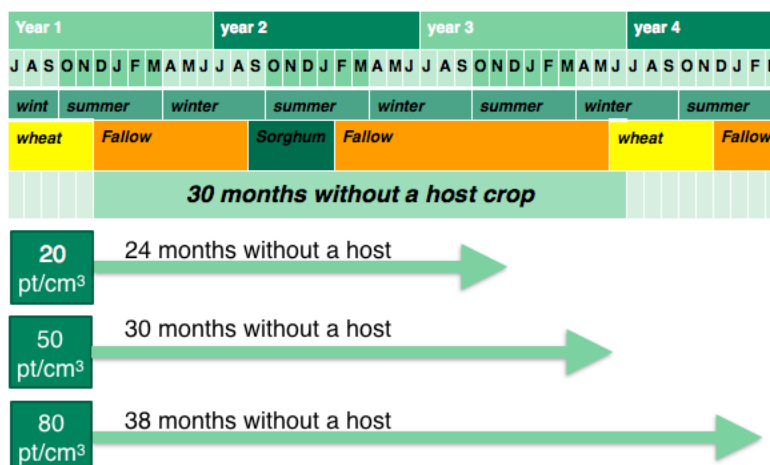 Year 1 year 2 year 3 year 4
J A S O N D J F M A M J J A S O N D J F M A M J J A S O N D J F M A M J J A S O N D J F
wint summer winter summer winter summer winter summer
wheat Fallow Sorghum Fallow wheat Fallow
30 months without a host crop
20 24 months without a host
pt/cm³
50 30 months without a host
pt/cm³
80 38 months without a host
pt/cm³